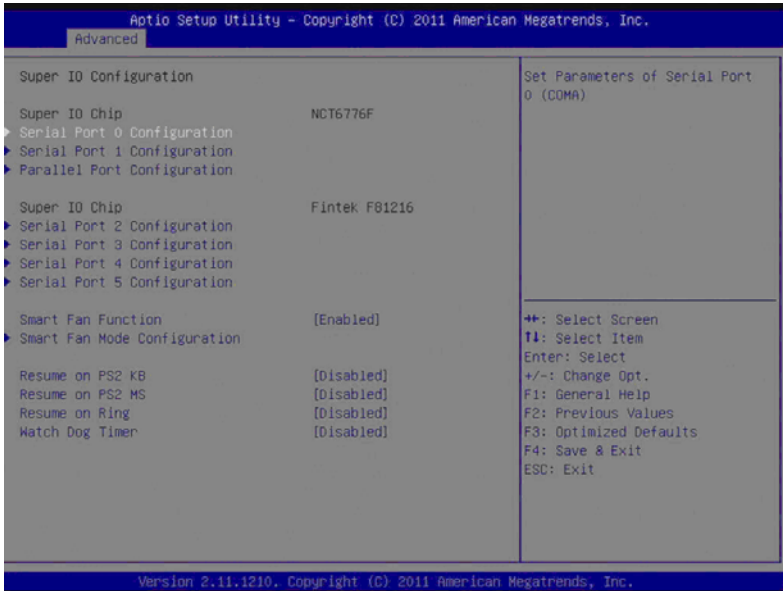 Aptio Setup Utility – Copyright (C) 2011 American Megatrends, Inc.
Advanced
Super IO Configuration
Super IO Chip NCT6776F
Serial Port 0 Configuration
Serial Port 1 Configuration
Parallel Port Configuration
Super IO Chip Fintek F81216
Serial Port 2 Configuration
Serial Port 3 Configuration
Serial Port 4 Configuration
Serial Port 5 Configuration
Smart Fan Function [Enabled]
Smart Fan Mode Configuration
Resume on PS2 KB [Disabled]
Resume on PS2 MS [Disabled]
Resume on Ring [Disabled]
Watch Dog Timer [Disabled]
Set Parameters of Serial Port
0 (COMA)
→←: Select Screen
↑↓: Select Item
Enter: Select
+/-: Change Opt.
F1: General Help
F2: Previous Values
F3: Optimized Defaults
F4: Save & Exit
ESC: Exit
Version 2.11.1210. Copyright (C) 2011 American Megatrends, Inc.